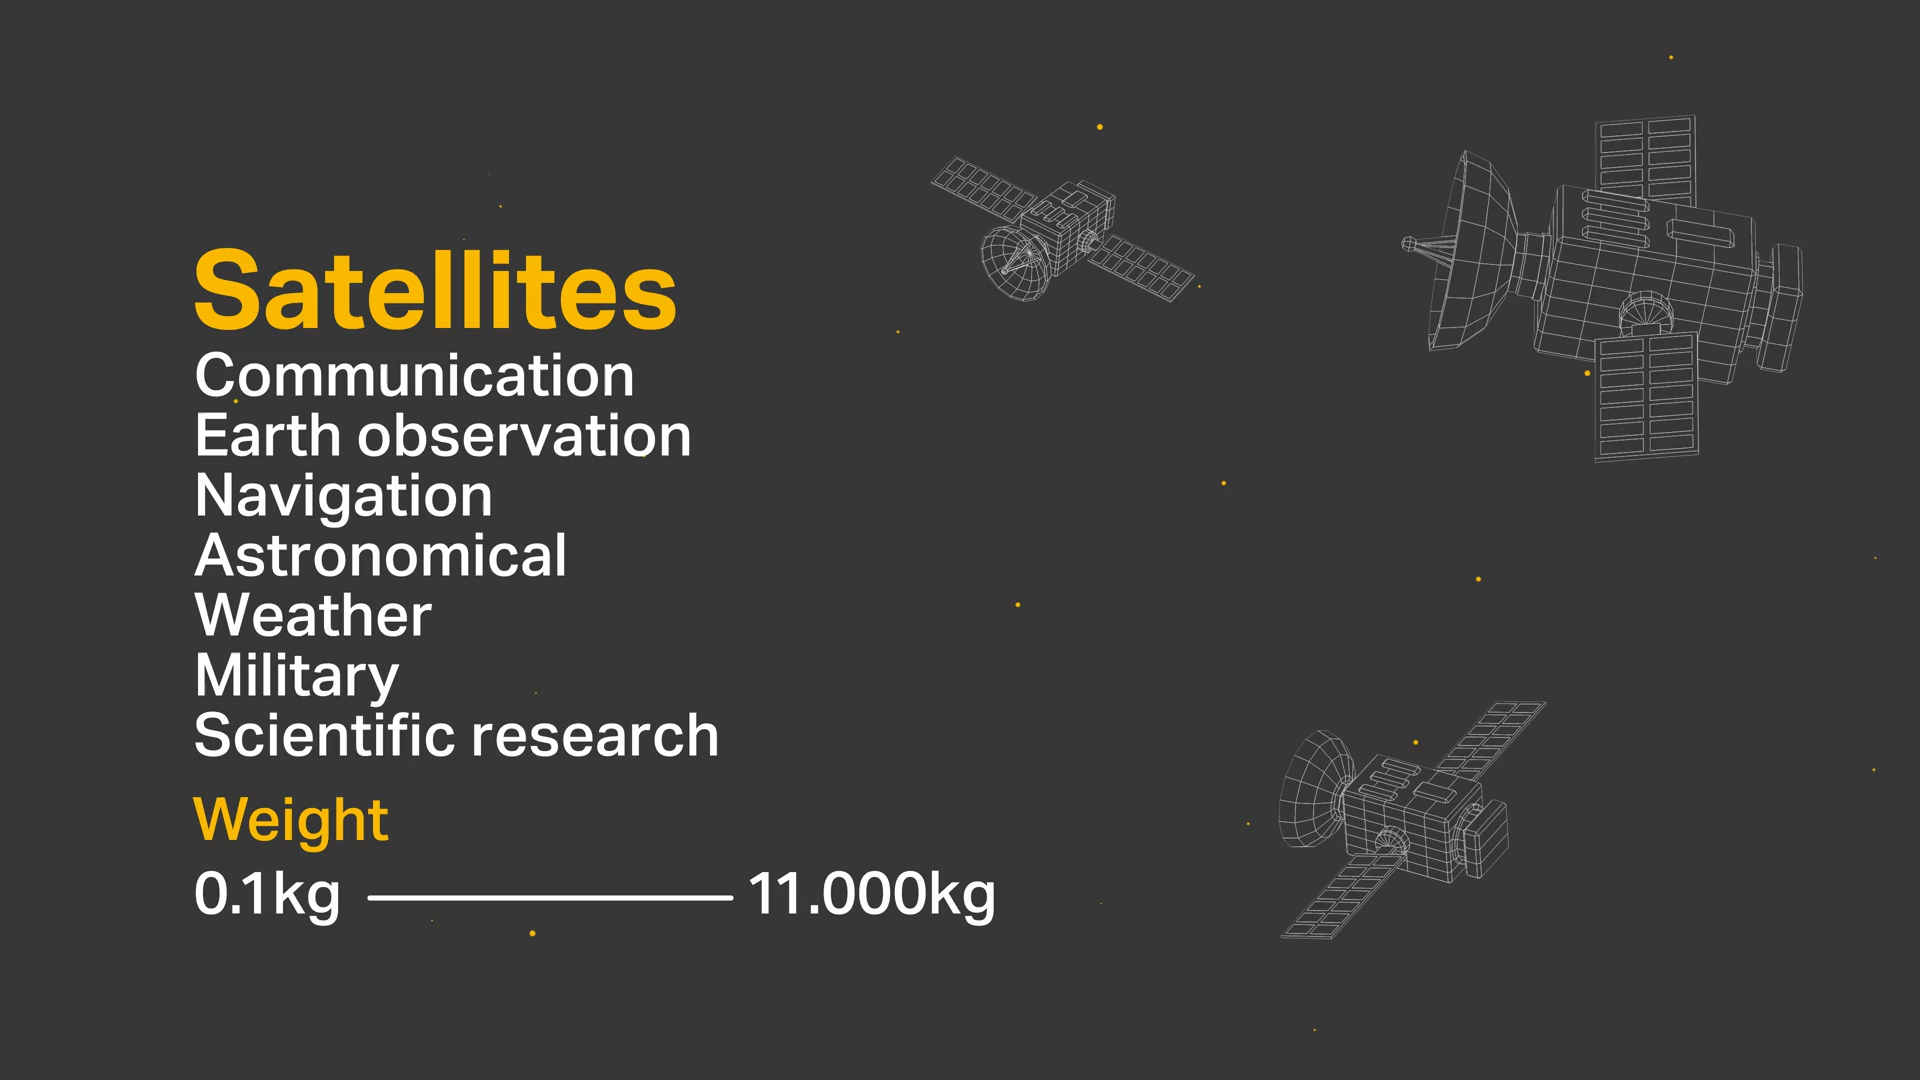 Satellites
Communication
Earth observation
Navigation
Astronomical
Weather
Military
Scientific research
Weight
0.1kg 11.000kg